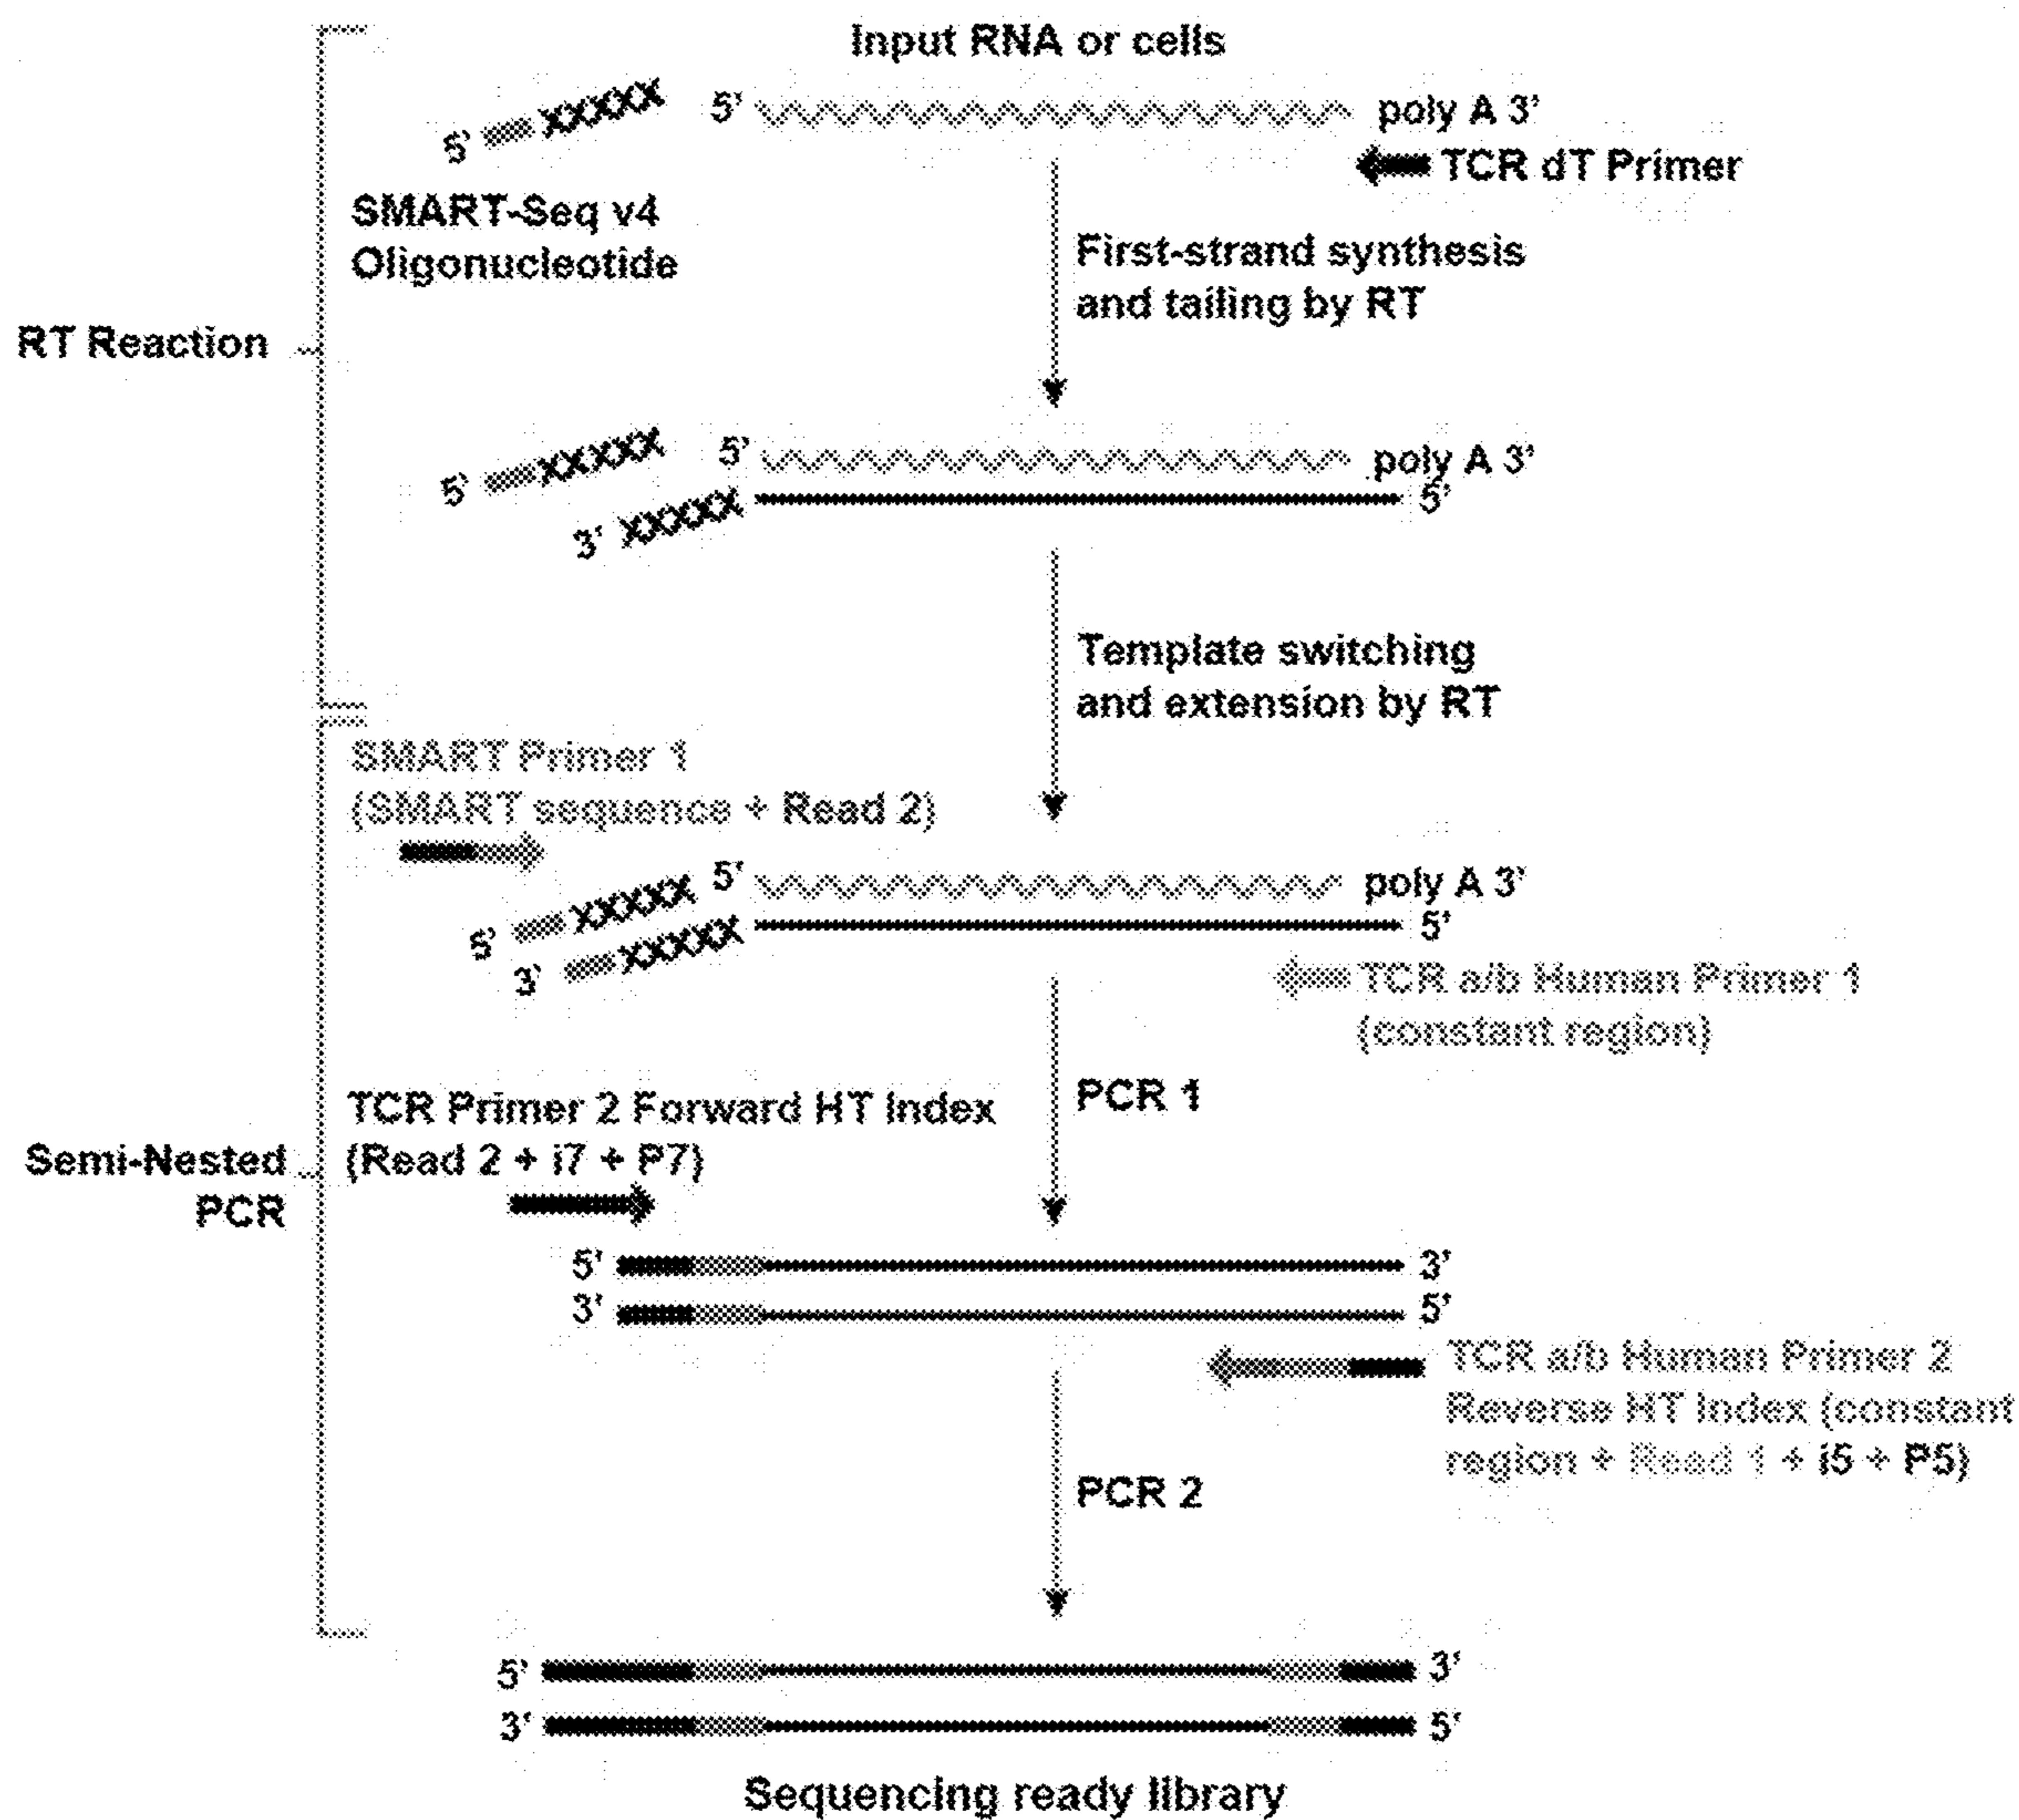 Input RNA or cells
5' XXXXX
5' poly A 3'
TCR dT Primer
SMART-Seq v4
Oligonucleotide
First-strand synthesis
and tailing by RT
RT Reaction
5' XXXXX
5' poly A 3'
3' XXXXX 5'
Template switching
and extension by RT
SMART Primer 1
(SMART sequence + Read 2)
5' XXXXX
5' poly A 3'
3' XXXXX 5'
TCR a/b Human Primer 1
(constant region)
PCR 1
TCR Primer 2 Forward HT Index
(Read 2 + i7 + P7)
Semi-Nested
PCR
5' 3'
3' 5'
TCR a/b Human Primer 2
Reverse HT Index (constant
region + Read 1 + i5 + P5)
PCR 2
5' 3'
3' 5'
Sequencing ready library